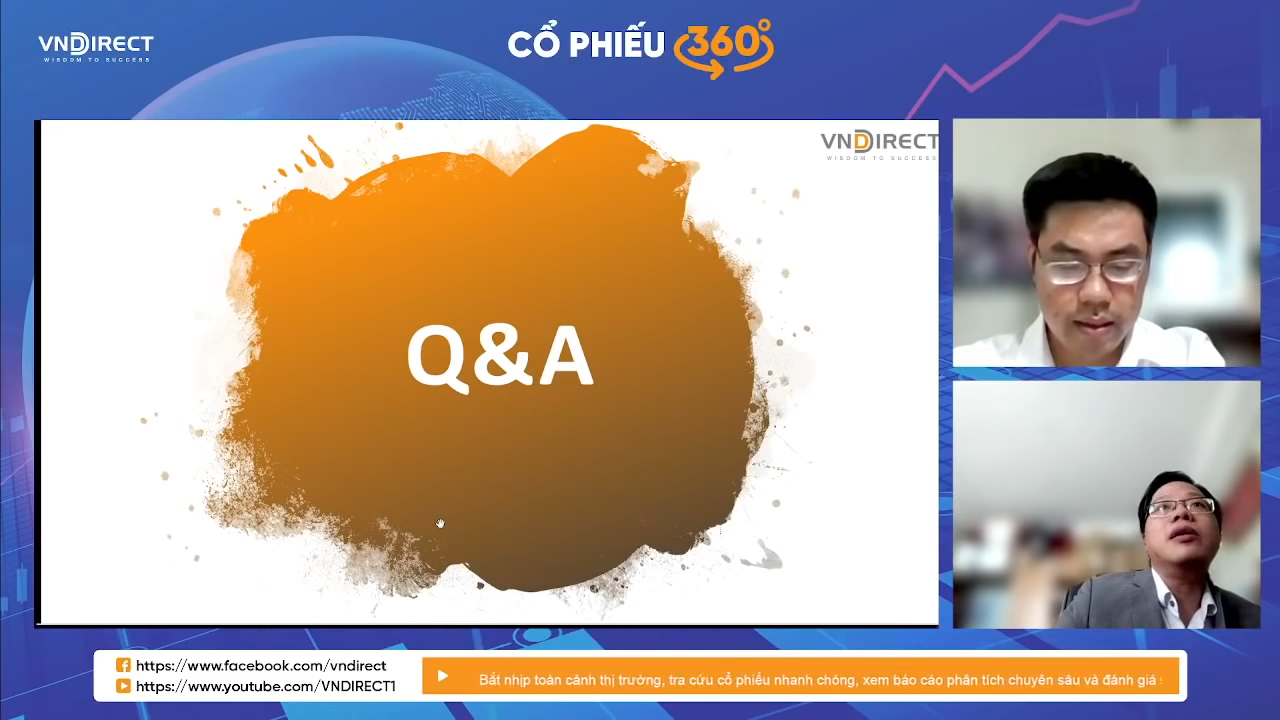 VNDIRECT
WISDOM TO SUCCESS
CỔ PHIẾU 360°
VNDIRECT
WISDOM TO SUCCESS
Q&A
https://www.facebook.com/vndirect
https://www.youtube.com/VNDIRECT1
Bắt nhịp toàn cảnh thị trường, tra cứu cổ phiếu nhanh chóng, xem báo cáo phân tích chuyên sâu và đánh giá